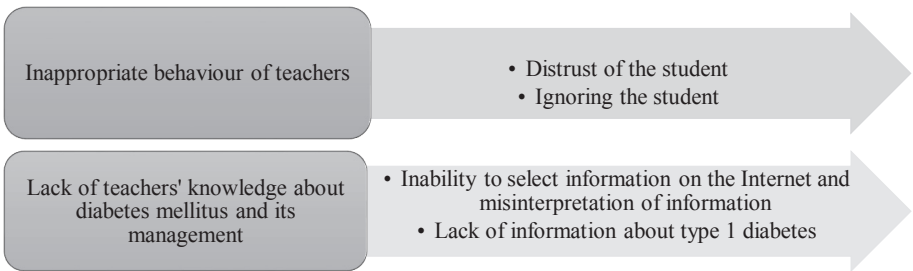 Inappropriate behaviour of teachers
• Distrust of the student
• Ignoring the student
Lack of teachers' knowledge about
diabetes mellitus and its
management
• Inability to select information on the Internet and
misinterpretation of information
• Lack of information about type 1 diabetes